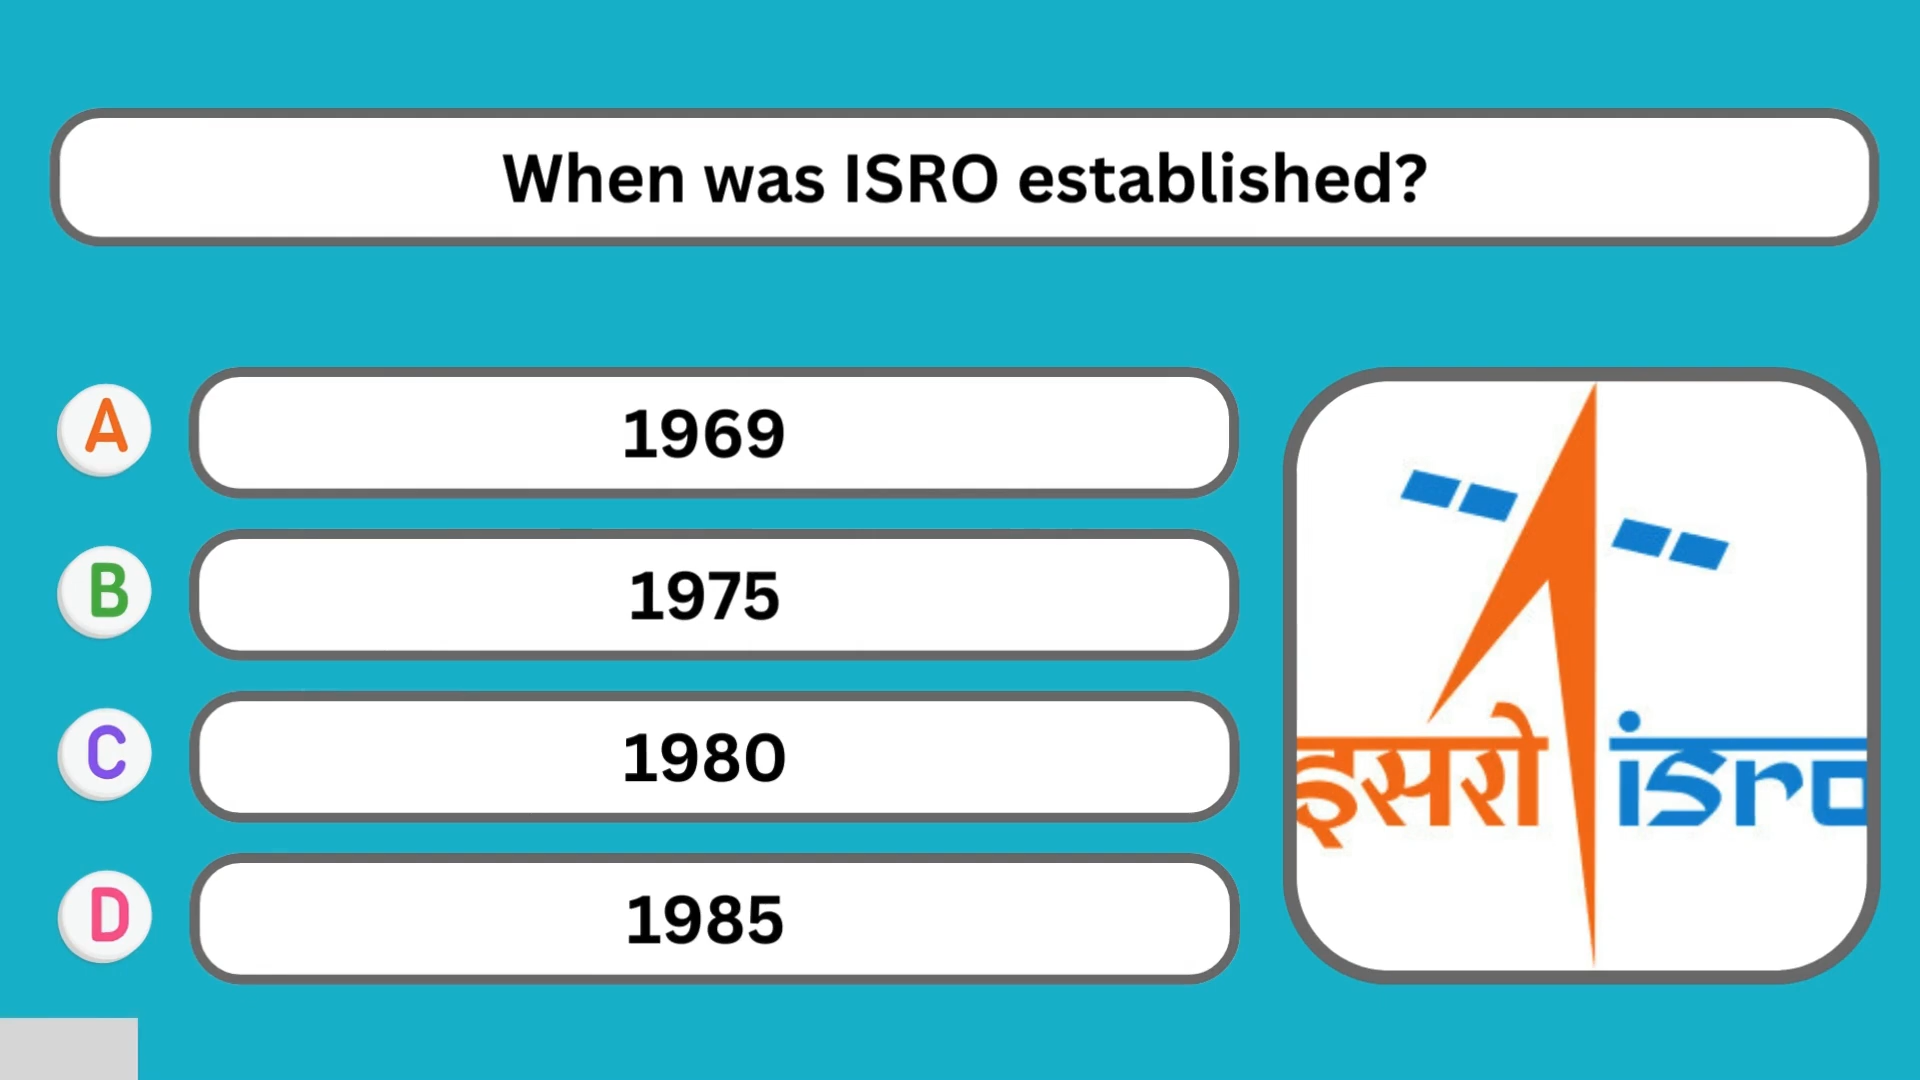 When was ISRO established?
A 1969
B 1975
C 1980
D 1985
इसरो isro